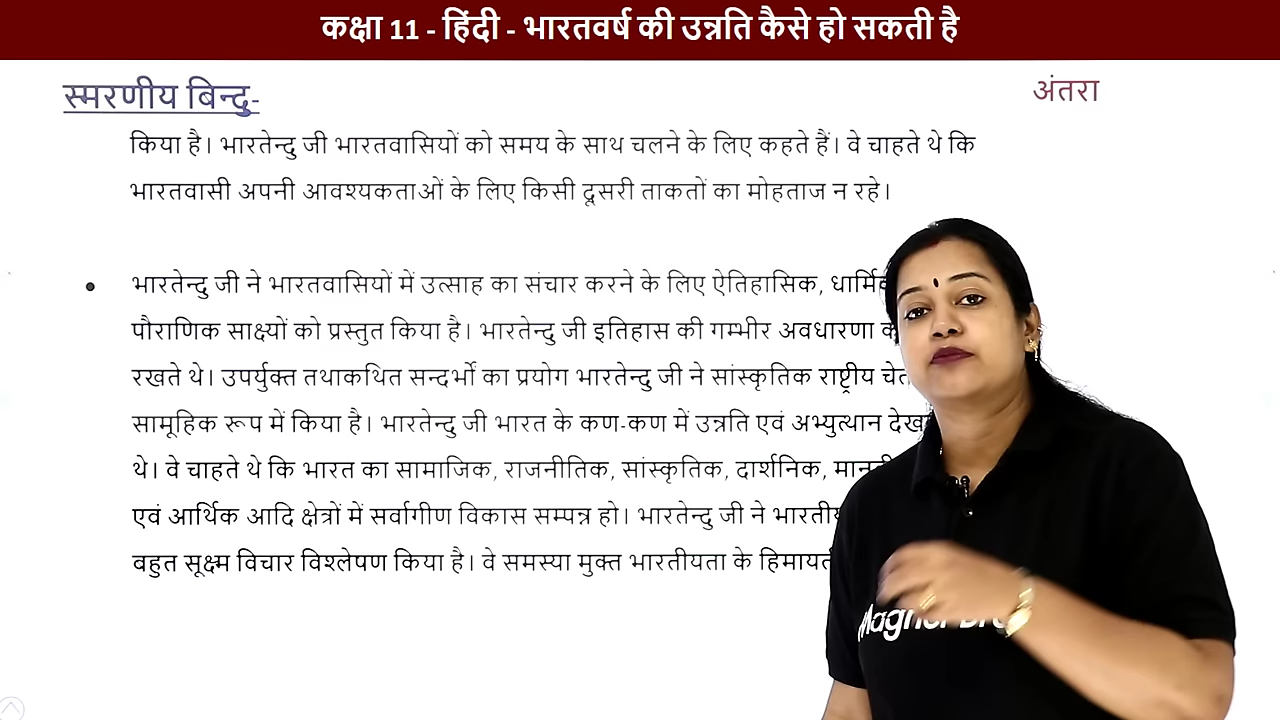 कक्षा 11 - हिंदी - भारतवर्ष की उन्नति कैसे हो सकती है
स्मरणीय बिन्दु-
अंतरा
किया है। भारतेन्दु जी भारतवासियों को समय के साथ चलने के लिए कहते हैं। वे चाहते थे कि
भारतवासी अपनी आवश्यकताओं के लिए किसी दूसरी ताकतों का मोहताज न रहे।
भारतेन्दु जी ने भारतवासियों में उत्साह का संचार करने के लिए ऐतिहासिक,
पौराणिक साक्ष्यों को प्रस्तुत किया है। भारतेन्दु जी इतिहास की गम्भीर अवधारणा
रखते थे। उपर्युक्त तथाकथित सन्दर्भों का प्रयोग भारतेन्दु जी ने सांस्कृतिक राष्ट्रीय
सामूहिक रूप में किया है। भारतेन्दु जी भारत के कण-कण में उन्नति एवं अभ्युत्थान
थे। वे चाहते थे कि भारत का सामाजिक, राजनीतिक, सांस्कृतिक, दार्शनिक,
एवं आर्थिक आदि क्षेत्रों में सर्वागीण विकास सम्पन्न हो। भारतेन्दु जी ने
बहुत सूक्ष्म विचार विश्लेषण किया है। वे समस्या मुक्त भारतीयता के